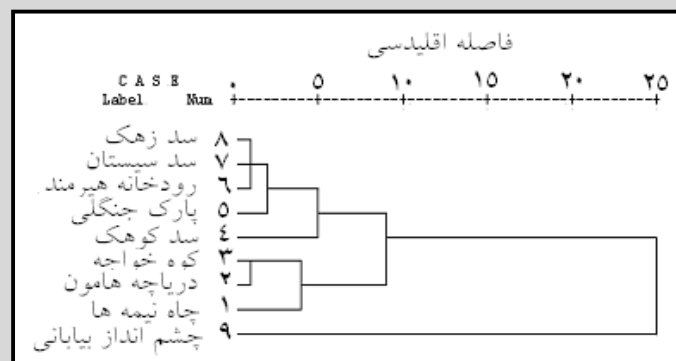 فاصله اقلیدسی
CASE ۰ ۵ ۱۰ ۱۵ ۲۰ ۲۵
Label Num
سد زهک ۸
سد سیستان ۷
رودخانه هیرمند ۶
پارک جنگلی ۵
سد کوهک ۴
کوه خواجه ۳
دریاچه هامون ۲
چاه نیمه ها ۱
چشم انداز بیابانی ۹